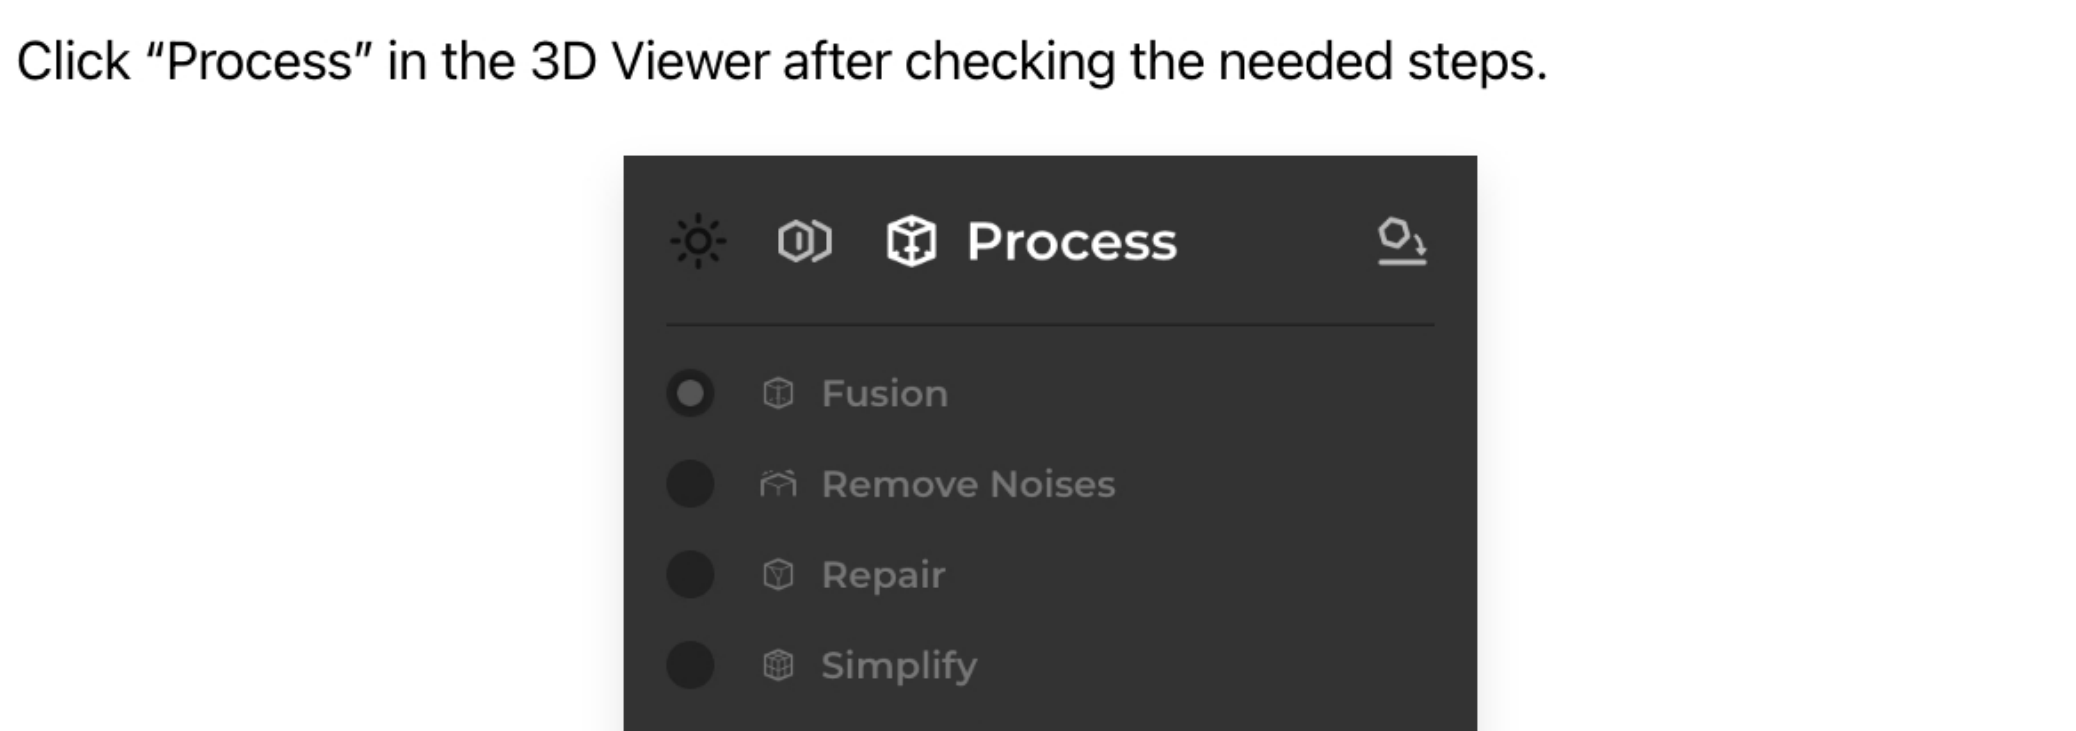 Click “Process” in the 3D Viewer after checking the needed steps.
Process
Fusion
Remove Noises
Repair
Simplify